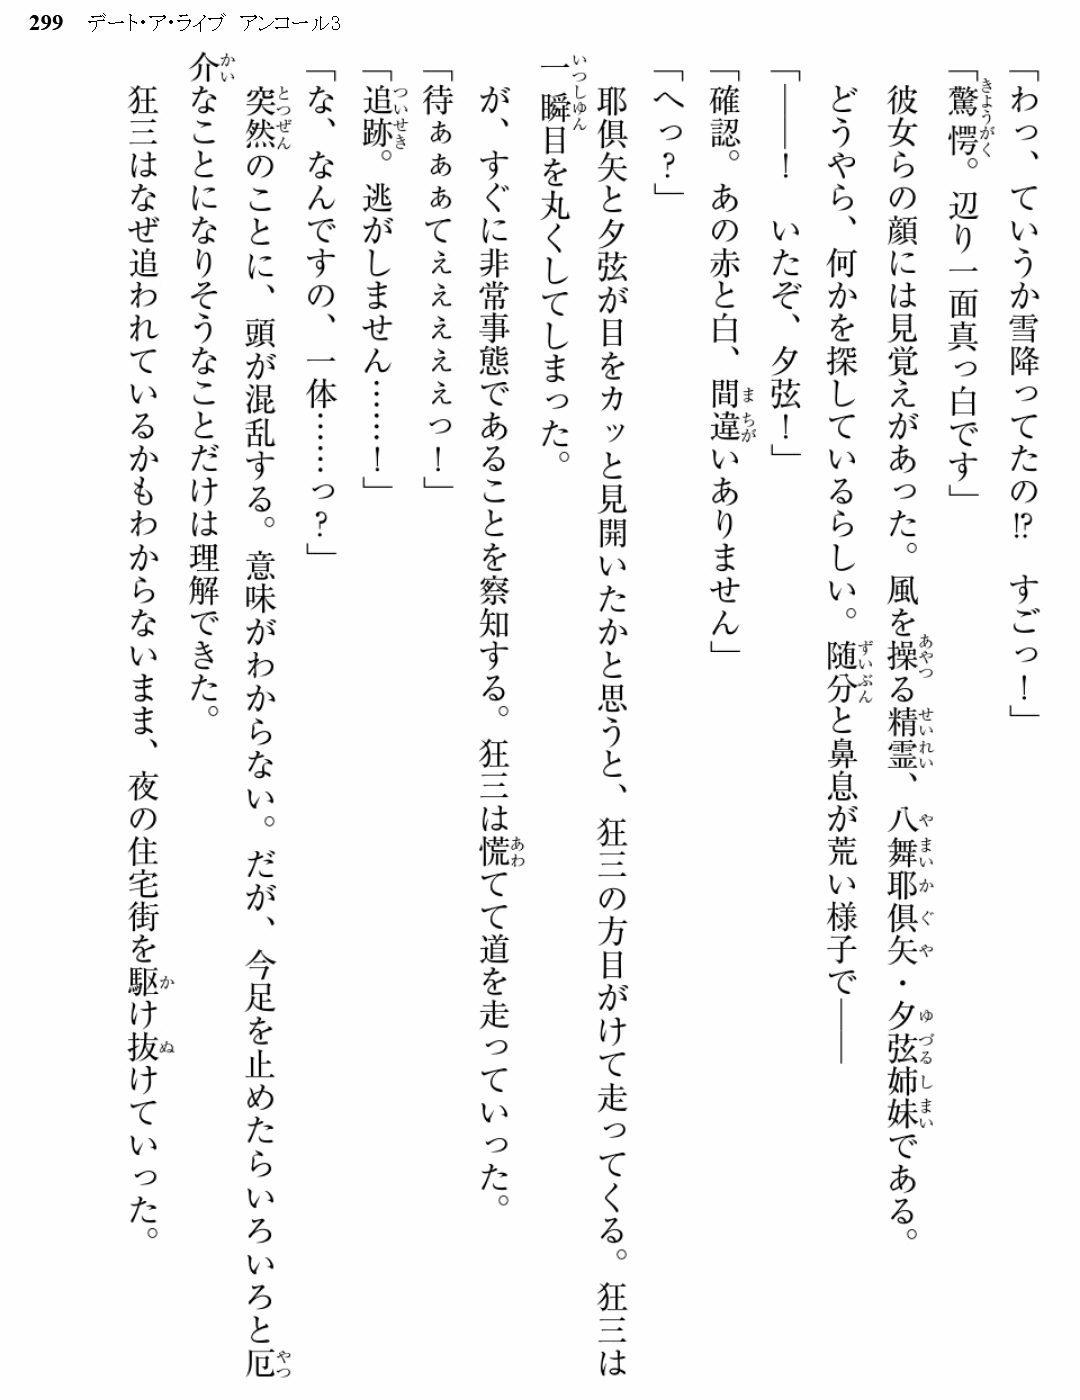 299 デート・ア・ライブ アンコール3
「わっ、ていうか雪降ってたの!? すごっ！」
「驚愕。辺り一面真っ白です」
彼女らの顔には見覚えがあった。風を操る精霊、八舞耶倶矢・夕弦姉妹である。
どうやら、何かを探しているらしい。随分と鼻息が荒い様子で――
「――！ いたぞ、夕弦！」
「確認。あの赤と白、間違いありません」
「へっ？」
耶倶矢と夕弦が目をカッと見開いたかと思うと、狂三の方目がけて走ってくる。狂三は
一瞬目を丸くしてしまった。
が、すぐに非常事態であることを察知する。狂三は慌てて道を走っていった。
「待ぁぁぁてぇぇぇぇっ！」
「追跡。逃がしません……！」
「な、なんですの、一体……っ？」
突然のことに、頭が混乱する。意味がわからない。だが、今足を止めたらいろいろと厄
介なことになりそうなことだけは理解できた。
狂三はなぜ追われているかもわからないまま、夜の住宅街を駆け抜けていった。